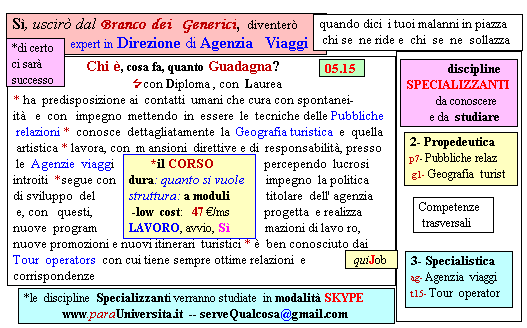 Si, uscirò dal Branco dei Generici, diventerò
expert in Direzione di Agenzia Viaggi
quando dici i tuoi malanni in piazza
chi se ne ride e chi se ne sollazza
*di certo
ci sarà
successo
Chi è, cosa fa, quanto Guadagna?
05.15
con Diploma, con Laurea
* ha predisposizione ai contatti umani che cura con spontanei-
ità e con impegno mettendo in essere le tecniche delle Pubbliche
relazioni * conosce dettagliatamente la Geografia turistica e quella
artistica * lavora, con mansioni direttive e di responsabilità, presso
le Agenzie viaggi percependo lucrosi
introiti *segue con impegno la politica
di sviluppo del titolare dell' agenzia
e, con questi, progetta e realizza
nuove program mazioni di lavoro,
nuove promozioni e nuovi itinerari turistici * è ben conosciuto dai
Tour operators con cui tiene sempre ottime relazioni e
corrispondenze
*il CORSO
dura: quanto si vuole
struttura: a moduli
-low cost: 47 €/ms
LAVORO, avvio, Si
quiJob
discipline
SPECIALIZZANTI
da conoscere
e da studiare
2- Propedeutica
p7- Pubbliche relaz
g1- Geografia turist
Competenze
trasversali
3- Specialistica
ag- Agenzia viaggi
t15- Tour operator
*le discipline Specializzanti verranno studiate in modalità SKYPE
www.paraUniversita.it -- serveQualcosa@gmail.com